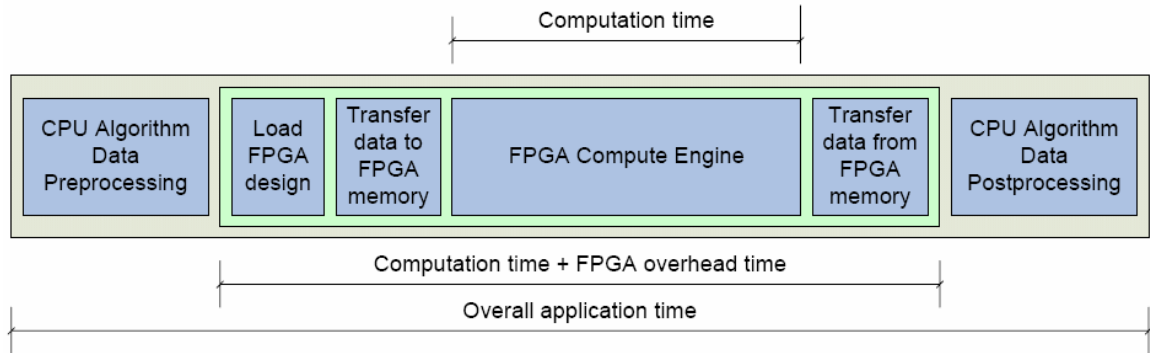 Computation time
CPU Algorithm
Data
Preprocessing
Load
FPGA
design
Transfer
data to
FPGA
memory
FPGA Compute Engine
Transfer
data from
FPGA
memory
CPU Algorithm
Data
Postprocessing
Computation time + FPGA overhead time
Overall application time